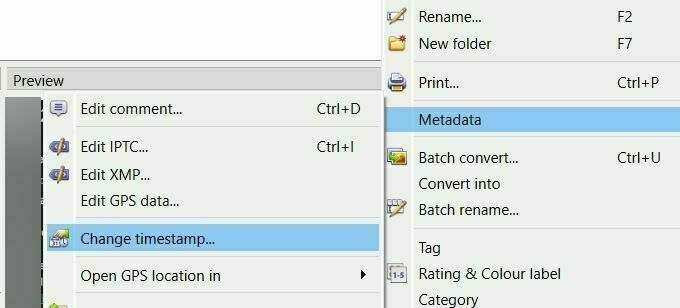 Rename... F2
New folder F7
Print... Ctrl+P
Metadata
Batch convert... Ctrl+U
Convert into
Batch rename...
Tag
Rating & Colour label
Category
Preview
Edit comment... Ctrl+D
Edit IPTC... Ctrl+I
Edit XMP...
Edit GPS data...
Change timestamp...
Open GPS location in